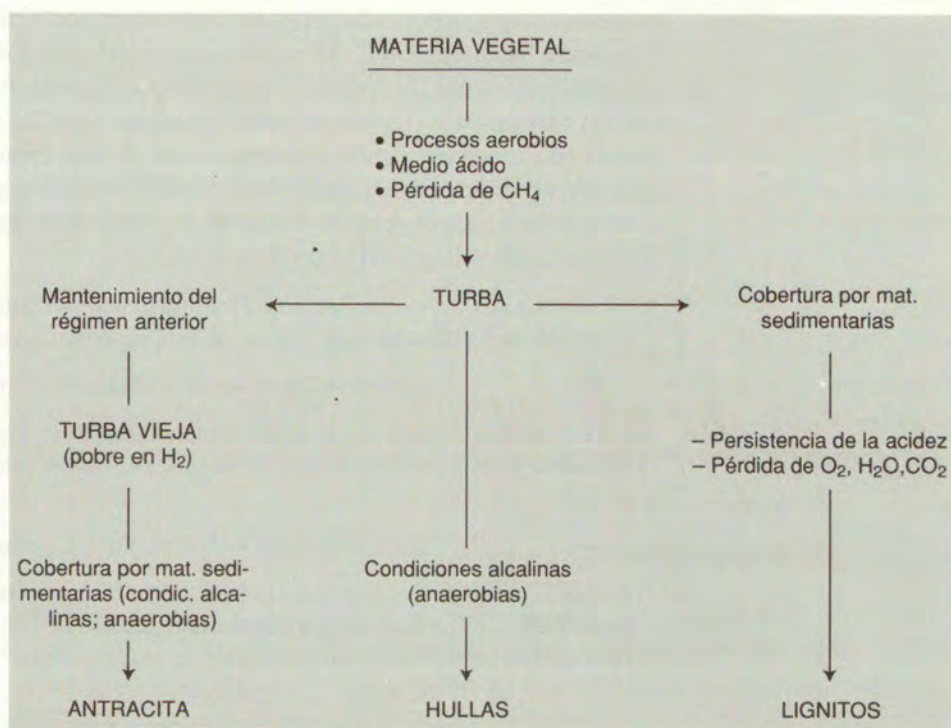 MATERIA VEGETAL
• Procesos aerobios
• Medio ácido
• Pérdida de CH₄
Mantenimiento del
régimen anterior
TURBA
Cobertura por mat.
sedimentarias
TURBA VIEJA
(pobre en H₂)
– Persistencia de la acidez
– Pérdida de O₂, H₂O,CO₂
Cobertura por mat. sedi-
mentarias (condic. alca-
linas; anaerobias)
Condiciones alcalinas
(anaerobias)
ANTRACITA
HULLAS
LIGNITOS